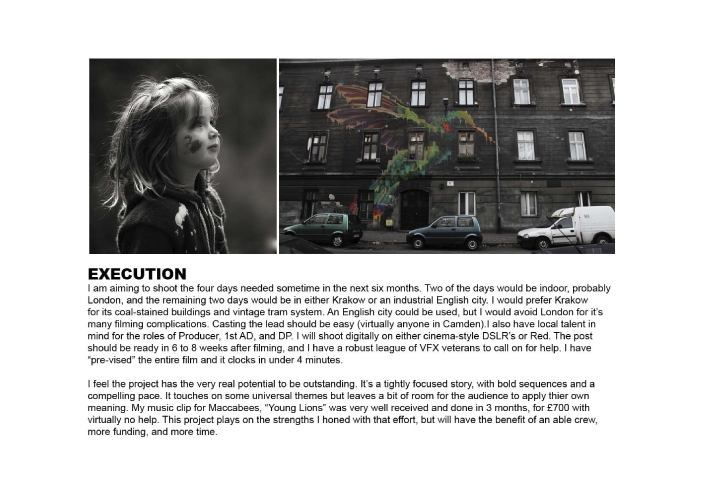 EXECUTION
I am aiming to shoot the four days needed sometime in the next six months. Two of the days would be indoor, probably
London, and the remaining two days would be in either Krakow or an industrial English city. I would prefer Krakow
for its coal-stained buildings and vintage tram system. An English city could be used, but I would avoid London for it's
many filming complications. Casting the lead should be easy (virtually anyone in Camden).I also have local talent in
mind for the roles of Producer, 1st AD, and DP. I will shoot digitally on either cinema-style DSLR's or Red. The post
should be ready in 6 to 8 weeks after filming, and I have a robust league of VFX veterans to call on for help. I have
“pre-vised” the entire film and it clocks in under 4 minutes.
I feel the project has the very real potential to be outstanding. It's a tightly focused story, with bold sequences and a
compelling pace. It touches on some universal themes but leaves a bit of room for the audience to apply thier own
meaning. My music clip for Maccabees, “Young Lions” was very well received and done in 3 months, for £700 with
virtually no help. This project plays on the strengths I honed with that effort, but will have the benefit of an able crew,
more funding, and more time.